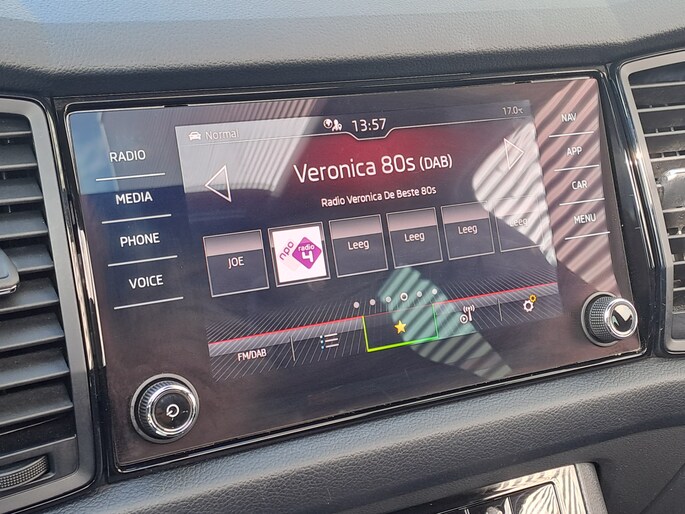 Normal
13:57
17.0°C
RADIO
MEDIA
PHONE
VOICE
Veronica 80s (DAB)
Radio Veronica De Beste 80s
JOE
npo radio 4
Leeg
Leeg
Leeg
Leeg
FM/DAB
NAV
APP
CAR
MENU